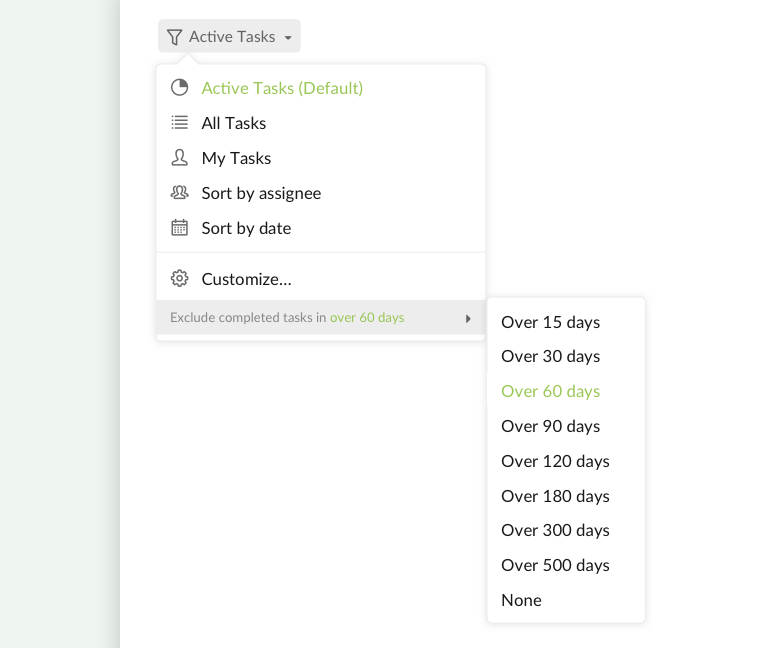 Active Tasks
Active Tasks (Default)
All Tasks
My Tasks
Sort by assignee
Sort by date
Customize...
Exclude completed tasks in over 60 days
Over 15 days
Over 30 days
Over 60 days
Over 90 days
Over 120 days
Over 180 days
Over 300 days
Over 500 days
None